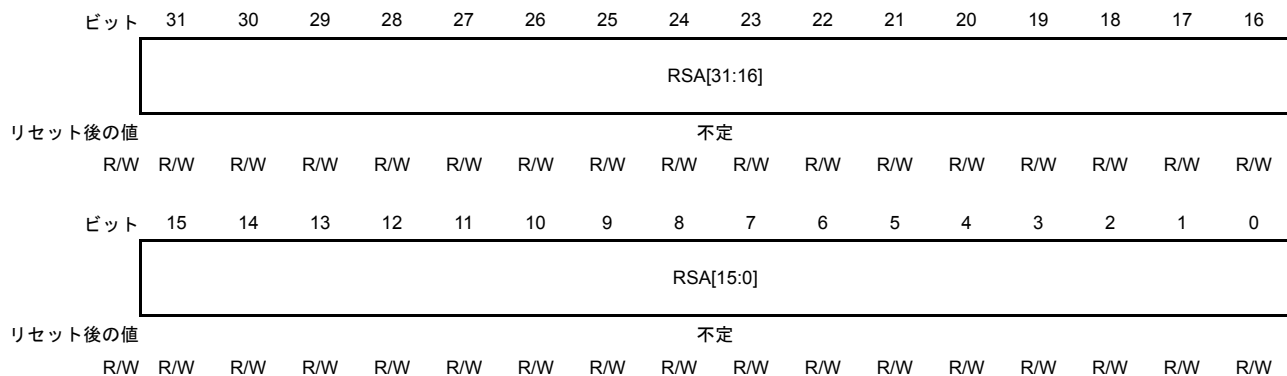 ビット 31 30 29 28 27 26 25 24 23 22 21 20 19 18 17 16
RSA[31:16]
リセット後の値 不定
R/W R/W R/W R/W R/W R/W R/W R/W R/W R/W R/W R/W R/W R/W R/W R/W R/W
ビット 15 14 13 12 11 10 9 8 7 6 5 4 3 2 1 0
RSA[15:0]
リセット後の値 不定
R/W R/W R/W R/W R/W R/W R/W R/W R/W R/W R/W R/W R/W R/W R/W R/W R/W